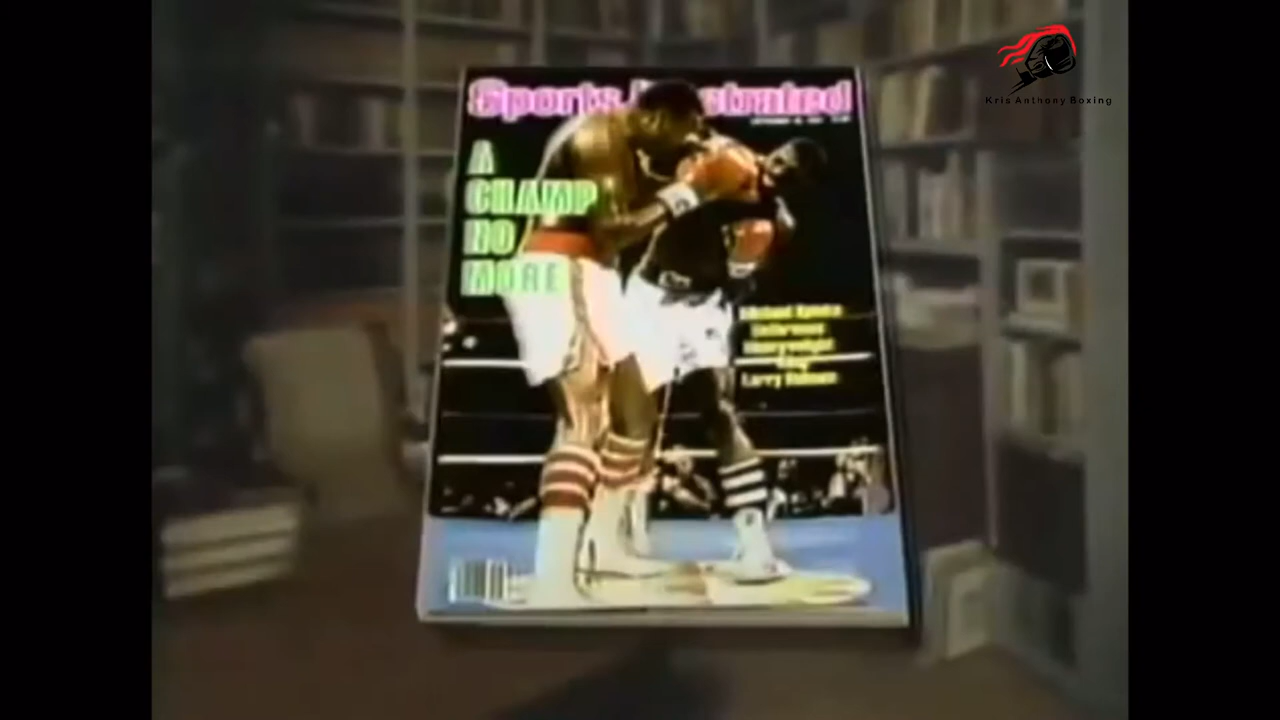 Sports Illustrated
A
CHAMP
NO
MORE
Michael Spinks
Dethrones
Heavyweight
King
Larry Holmes
Kris Anthony Boxing